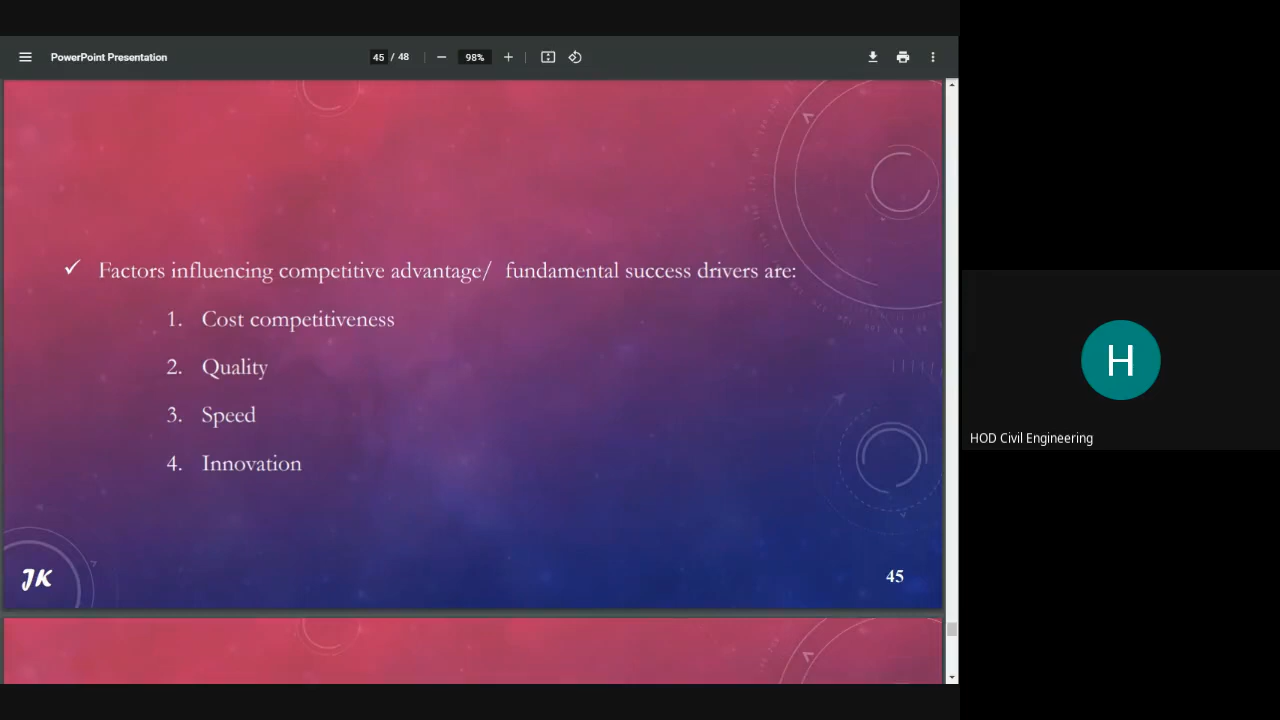 PowerPoint Presentation
45 / 48
98%
✓ Factors influencing competitive advantage/ fundamental success drivers are:
1. Cost competitiveness
2. Quality
3. Speed
4. Innovation
JK
45
H
HOD Civil Engineering